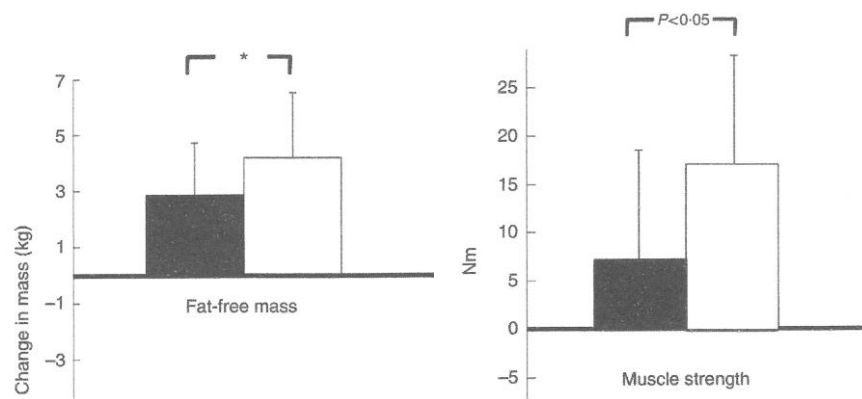 *
7
5
3
1
−1
−3
Change in mass (kg)
Fat-free mass
P<0·05
25
20
15
10
5
0
−5
Nm
Muscle strength